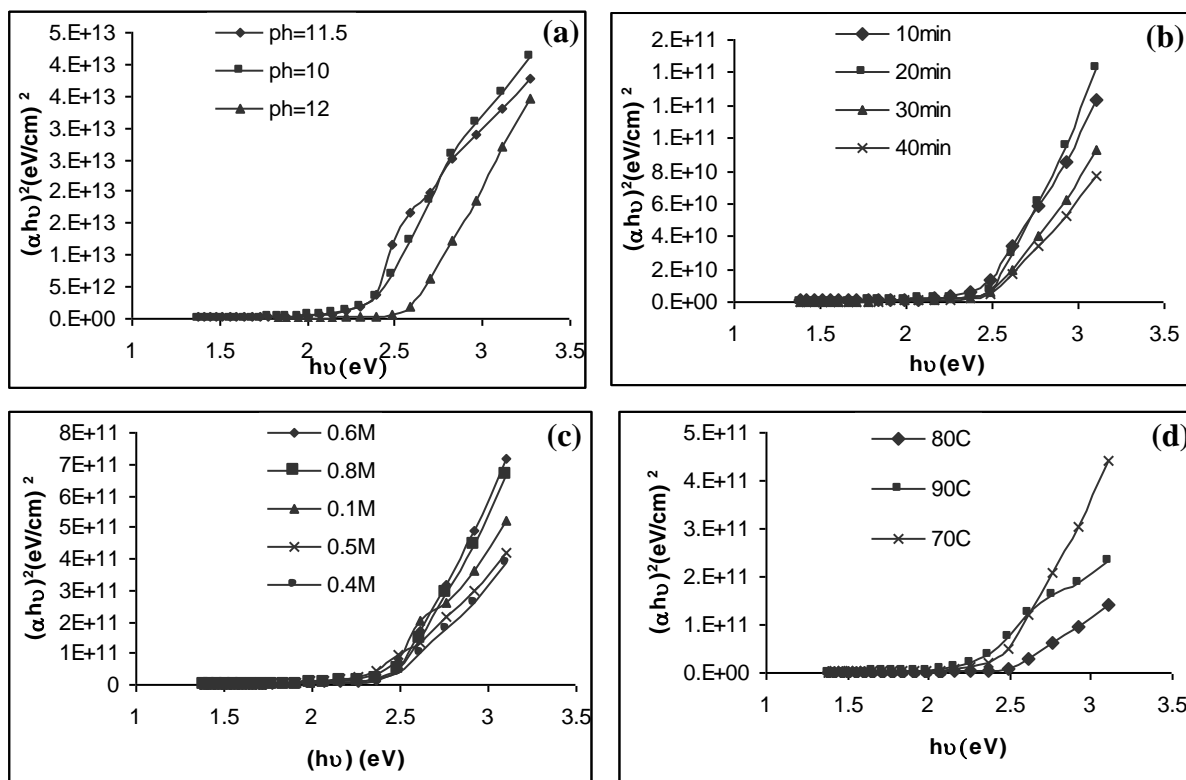 (a)
5.E+13
4.E+13
4.E+13
3.E+13
3.E+13
2.E+13
2.E+13
1.E+13
5.E+12
0.E+00
(αhυ)²(eV/cm) ²
ph=11.5
ph=10
ph=12
1 1.5 2 2.5 3 3.5
hυ(eV)
(b)
2.E+11
1.E+11
1.E+11
1.E+11
8.E+10
6.E+10
4.E+10
2.E+10
0.E+00
(αhυ)²(eV/cm) ²
10min
20min
30min
40min
1 1.5 2 2.5 3 3.5
hυ(eV)
(c)
8E+11
7E+11
6E+11
5E+11
4E+11
3E+11
2E+11
1E+11
0
(αhυ)²(eV/cm) ²
0.6M
0.8M
0.1M
0.5M
0.4M
1 1.5 2 2.5 3 3.5
(hυ) (eV)
(d)
5.E+11
4.E+11
3.E+11
2.E+11
1.E+11
0.E+00
(αhυ)²(eV/cm) ²
80C
90C
70C
1 1.5 2 2.5 3 3.5
hυ(eV)